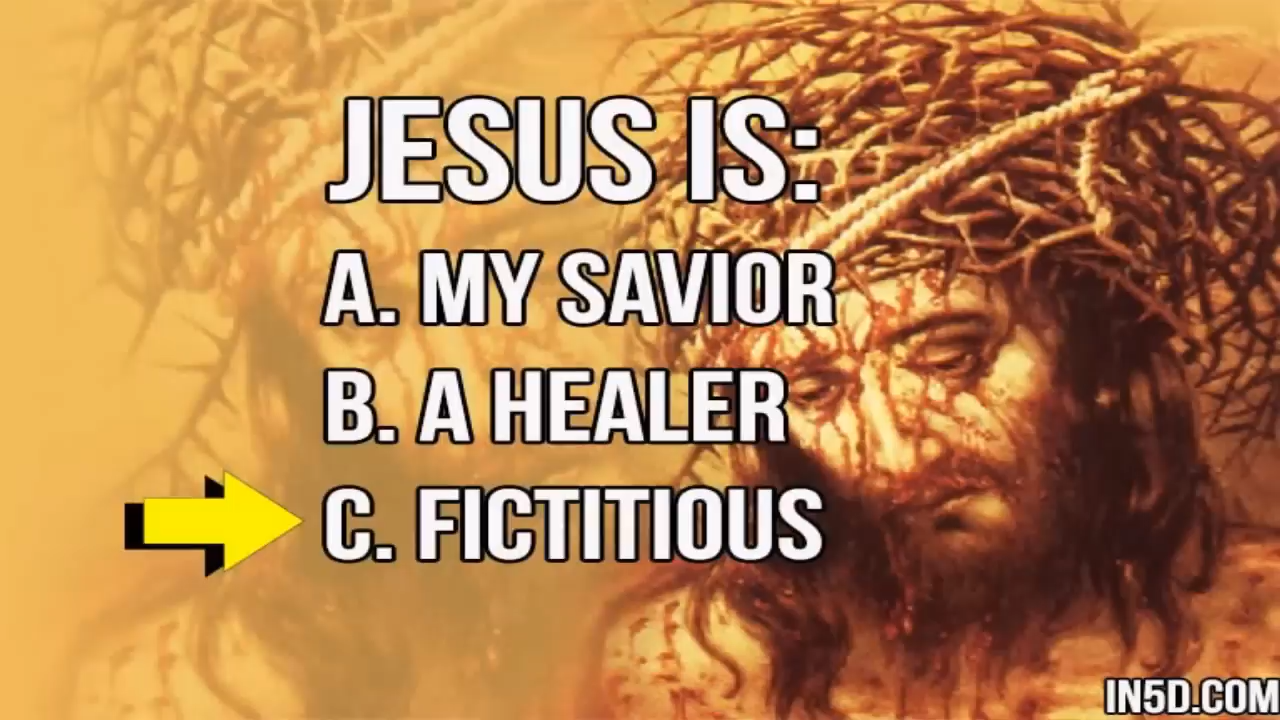 JESUS IS:
A. MY SAVIOR
B. A HEALER
C. FICTITIOUS
IN5D.COM